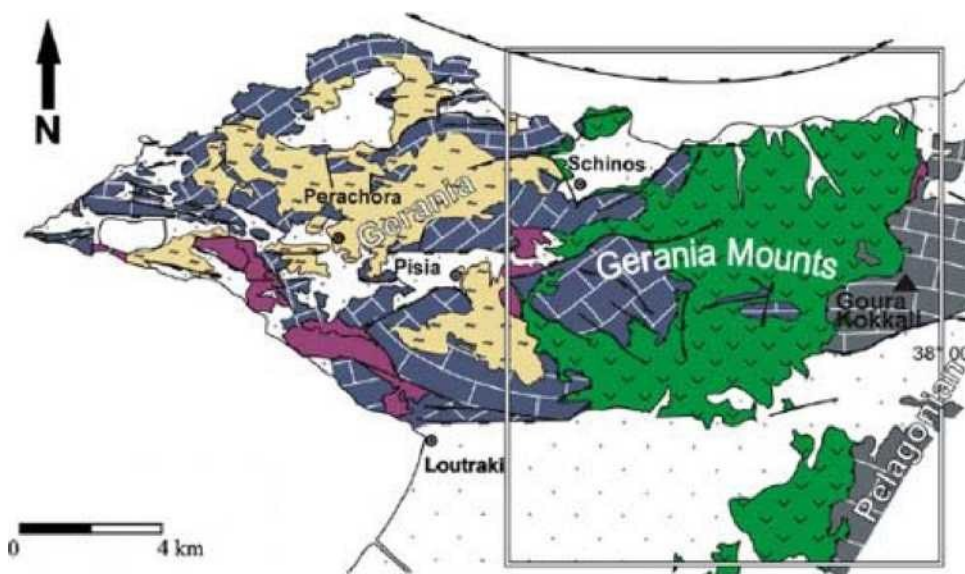 N
Schinos
Perachora
Gerania
Pisia
Gerania Mounts
Goura
Kokkali
38° 00
Pelagonian
Loutraki
0 4 km